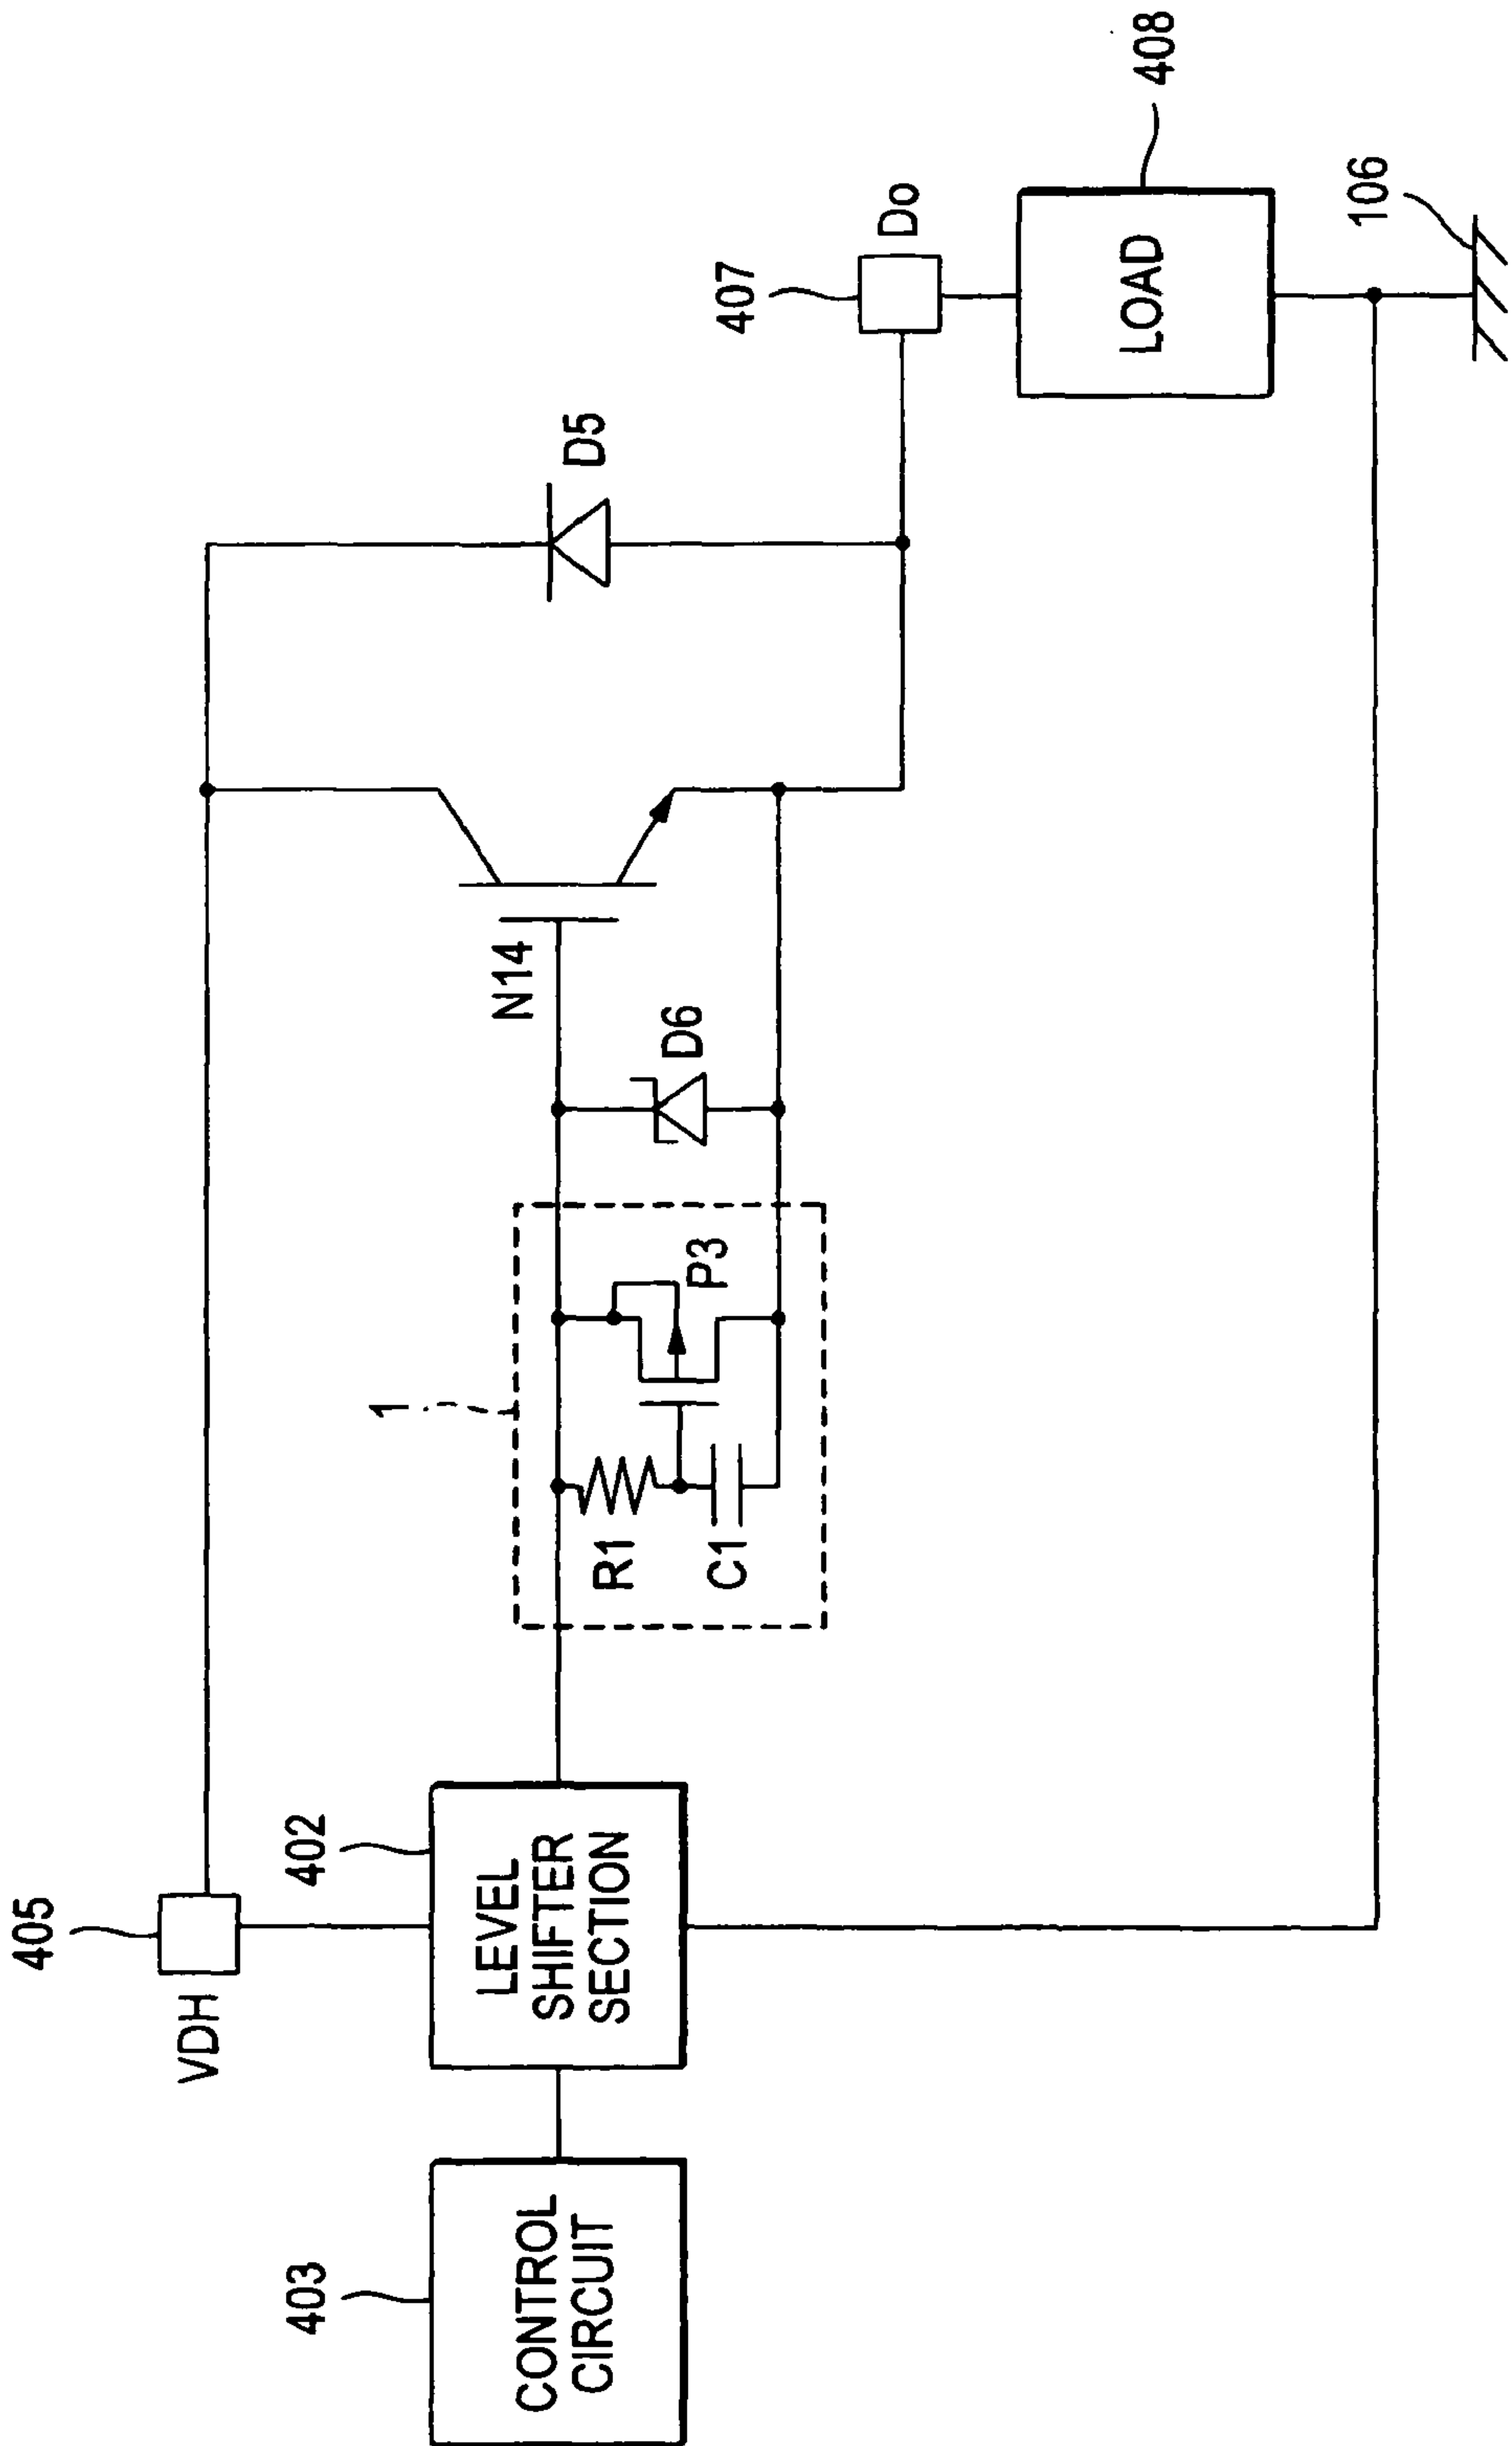 405
VDH
402
LEVEL
SHIFTER
SECTION
403
CONTROL
CIRCUIT
1
R1
C1
P3
D6
N14
D5
407
Do
LOAD
408
106